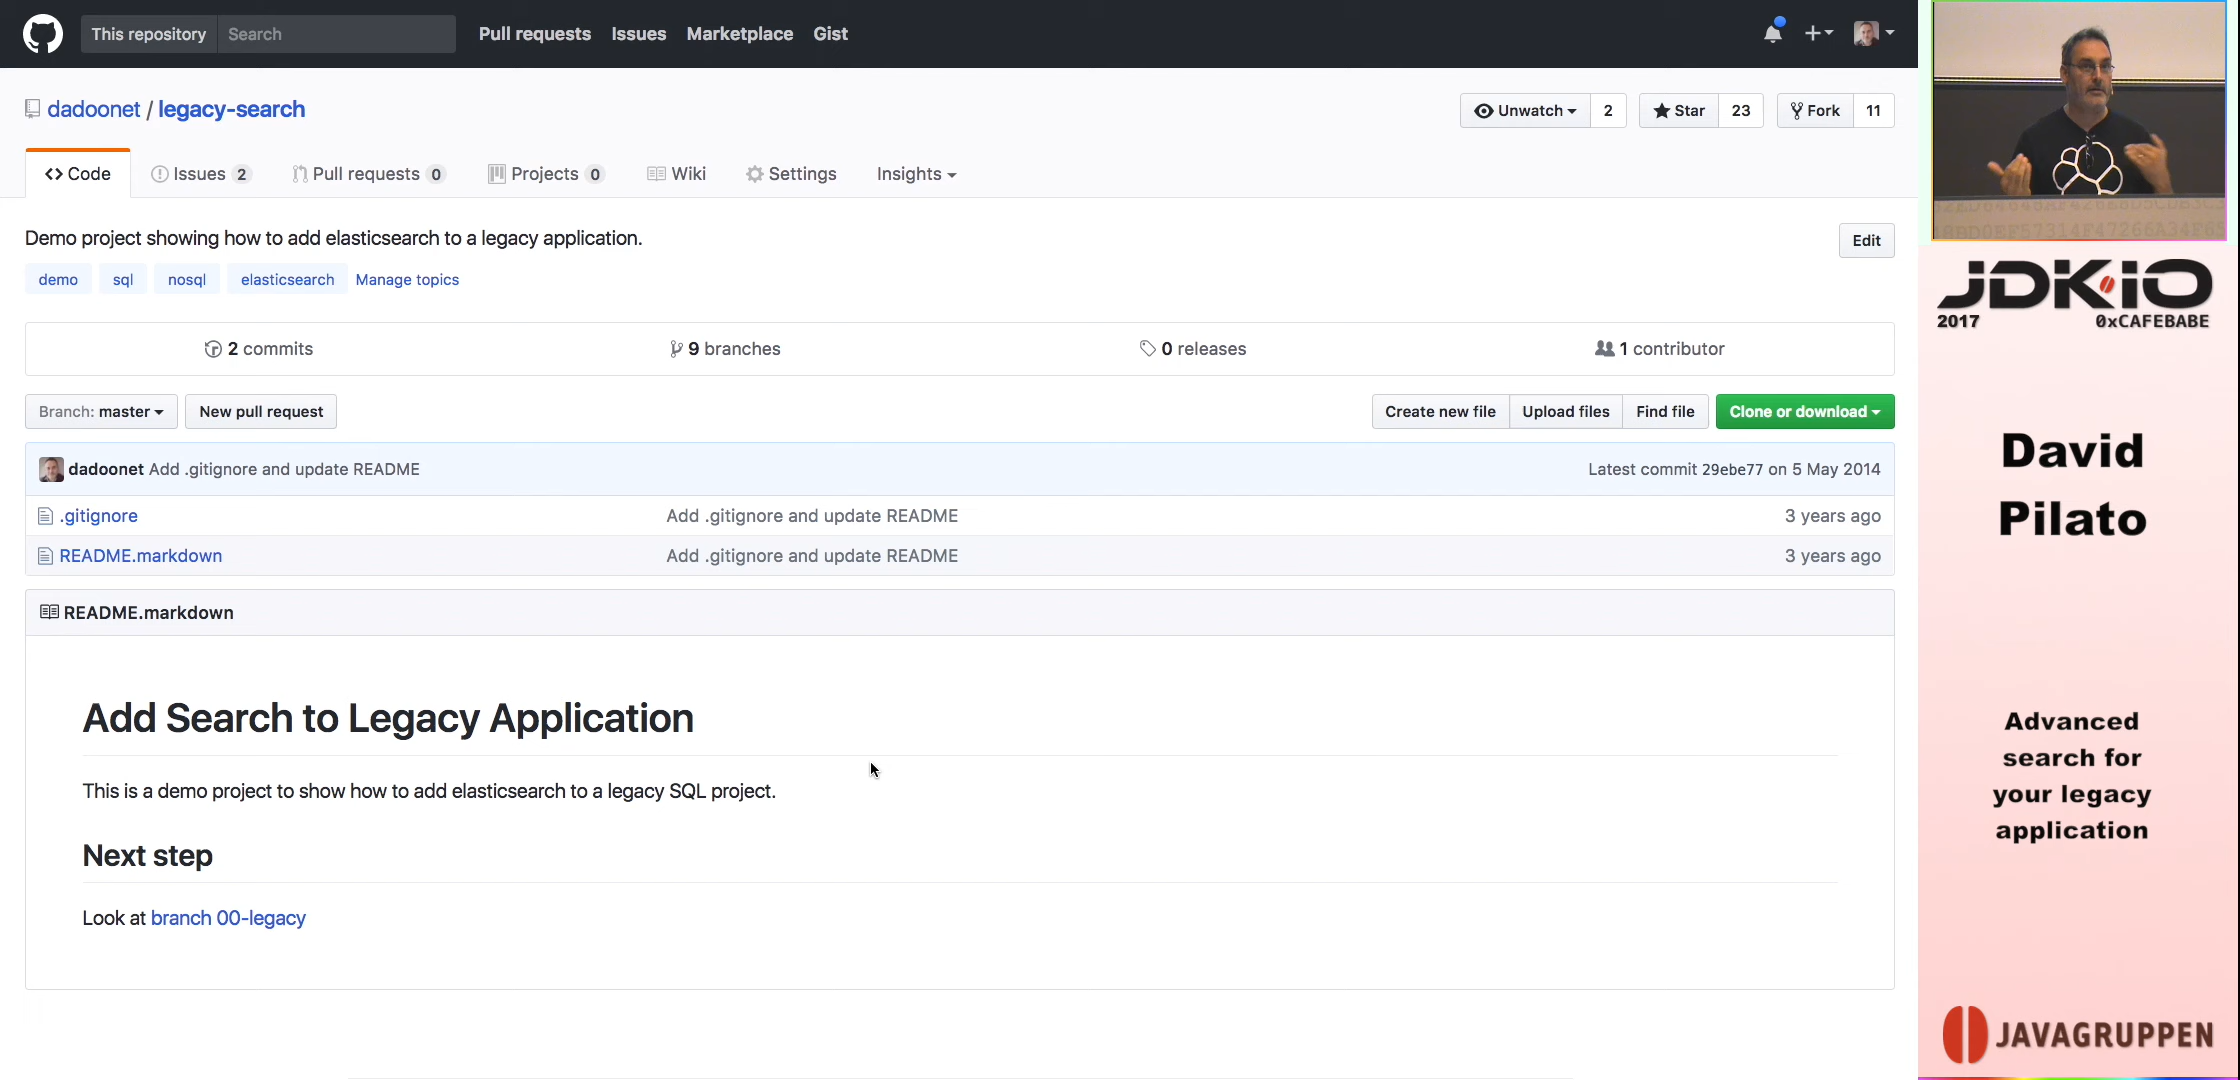 This repository Search Pull requests Issues Marketplace Gist
dadoonet / legacy-search
Unwatch 2 Star 23 Fork 11
Code Issues 2 Pull requests 0 Projects 0 Wiki Settings Insights
Demo project showing how to add elasticsearch to a legacy application.
Edit
demo sql nosql elasticsearch Manage topics
2 commits 9 branches 0 releases 1 contributor
Branch: master New pull request Create new file Upload files Find file Clone or download
dadoonet Add .gitignore and update README Latest commit 29ebe77 on 5 May 2014
.gitignore Add .gitignore and update README 3 years ago
README.markdown Add .gitignore and update README 3 years ago
README.markdown
Add Search to Legacy Application
This is a demo project to show how to add elasticsearch to a legacy SQL project.
Next step
Look at branch 00-legacy
JDK.IO
2017 0xCAFEBABE
David
Pilato
Advanced
search for
your legacy
application
JAVAGRUPPEN